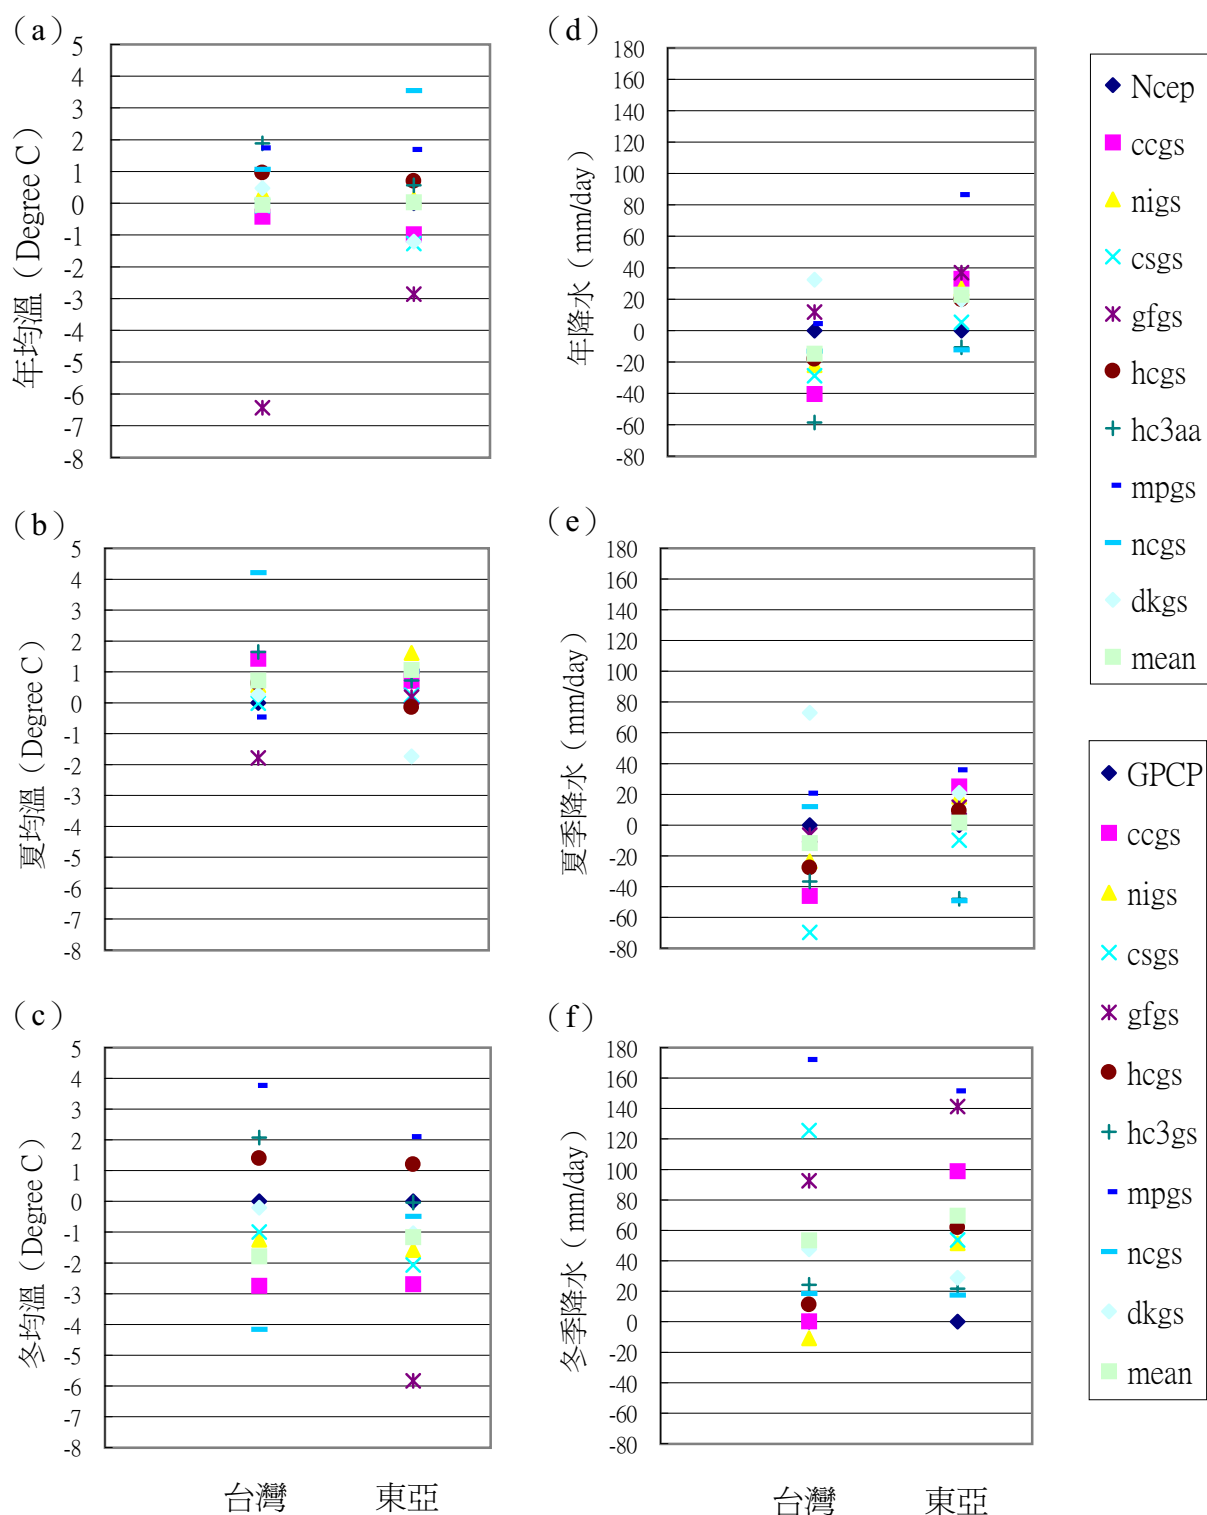 (a)
5
4
3
2
1
0
-1
-2
-3
-4
-5
-6
-7
-8
年均溫（Degree C）
(b)
5
4
3
2
1
0
-1
-2
-3
-4
-5
-6
-7
-8
夏均溫（Degree C）
(c)
5
4
3
2
1
0
-1
-2
-3
-4
-5
-6
-7
-8
冬均溫（Degree C）
台灣
東亞
(d)
180
160
140
120
100
80
60
40
20
0
-20
-40
-60
-80
年降水（mm/day）
(e)
180
160
140
120
100
80
60
40
20
0
-20
-40
-60
-80
夏季降水（mm/day）
(f)
180
160
140
120
100
80
60
40
20
0
-20
-40
-60
-80
冬季降水（mm/day）
台灣
東亞
Ncep
ccgs
nigs
csgs
gfgs
hcgs
hc3aa
mpgs
ncgs
dkgs
mean
GPCP
ccgs
nigs
csgs
gfgs
hcgs
hc3gs
mpgs
ncgs
dkgs
mean